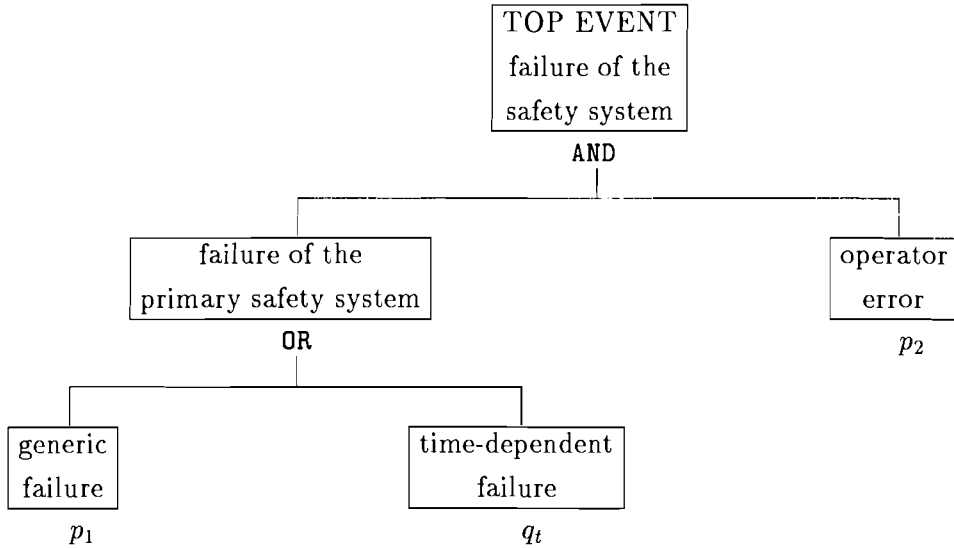 TOP EVENT
failure of the
safety system
AND
failure of the
primary safety system
operator
error
OR
p₂
generic
failure
time-dependent
failure
p₁
qₜ